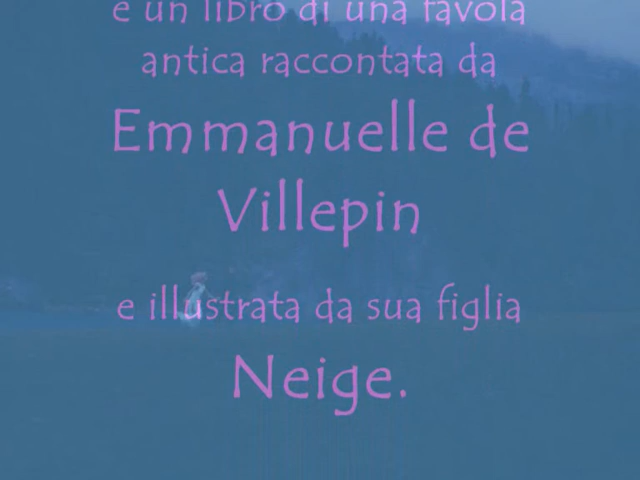 è un libro di una favola
antica raccontata da
Emmanuelle de
Villepin
e illustrata da sua figlia
Neige.